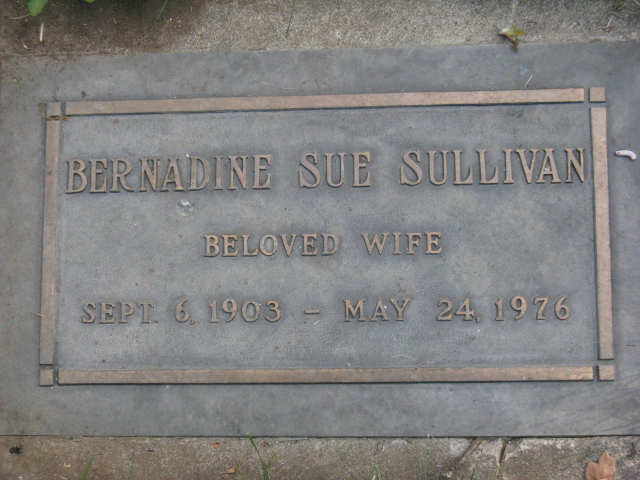 BERNADINE SUE SULLIVAN
BELOVED WIFE
SEPT. 6, 1903 – MAY 24, 1976